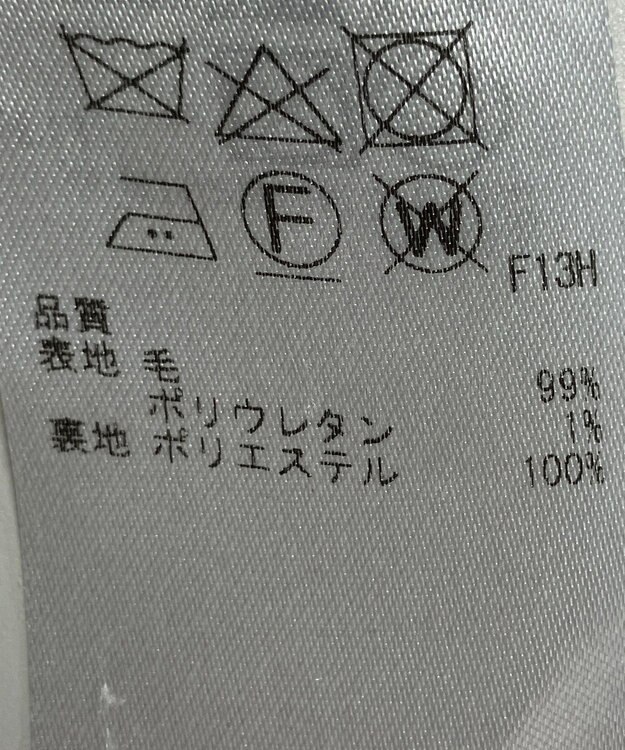 F W
F13H
品質
表地 毛 99%
ポリウレタン 1%
裏地 ポリエステル 100%